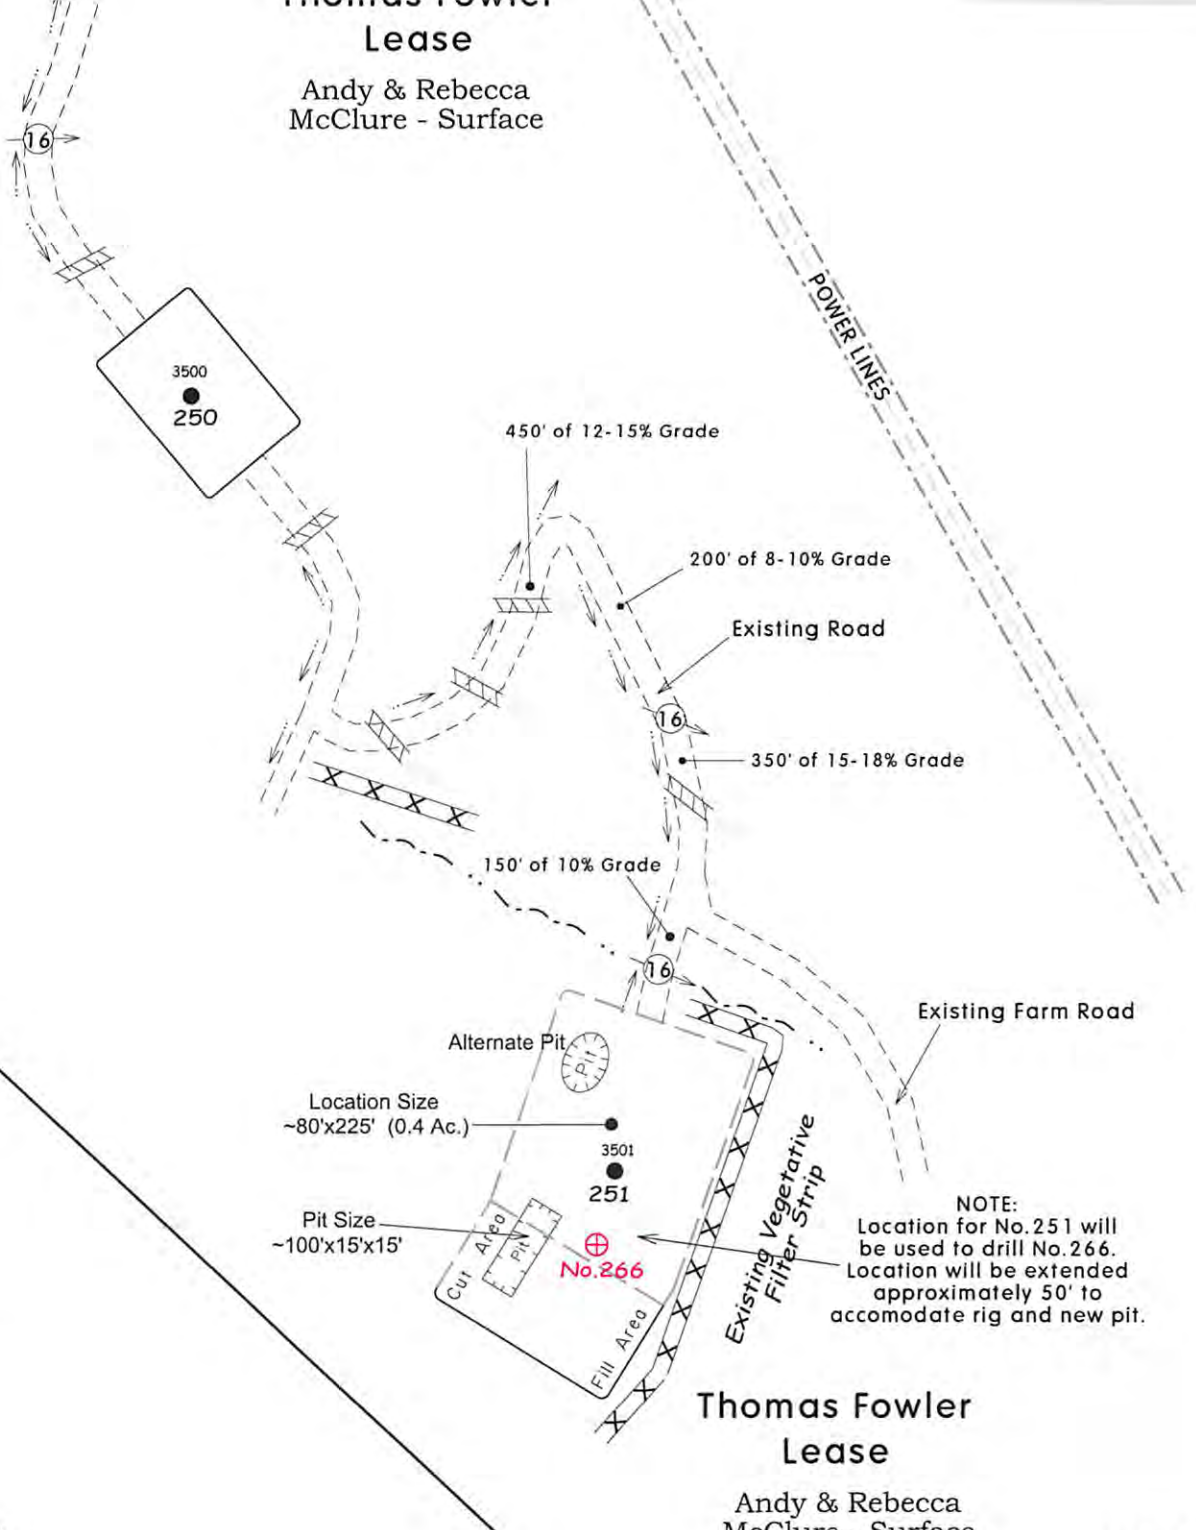 Thomas Fowler
Lease
Andy & Rebecca
McClure - Surface
16
POWER LINES
3500
250
450' of 12-15% Grade
200' of 8-10% Grade
Existing Road
16
350' of 15-18% Grade
150' of 10% Grade
16
Existing Farm Road
Alternate Pit
Pit
Location Size
~80'x225' (0.4 Ac.)
3501
251
Pit Size
~100'x15'x15'
Cut Area
Pit
No.266
Fill Area
Existing Vegetative
Filter Strip
NOTE:
Location for No.251 will
be used to drill No.266.
Location will be extended
approximately 50' to
accomodate rig and new pit.
Thomas Fowler
Lease
Andy & Rebecca
McClure - Surface